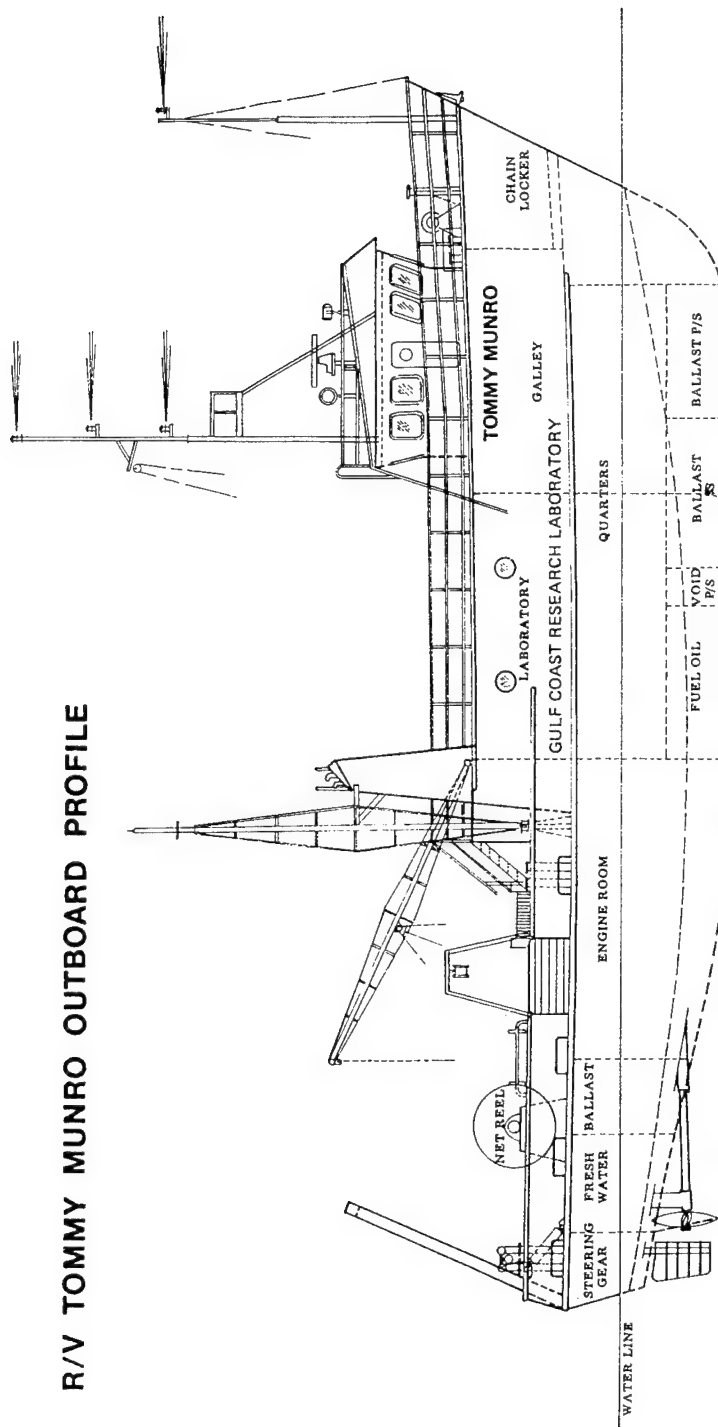 R/V TOMMY MUNRO OUTBOARD PROFILE
CHAIN
LOCKER
TOMMY MUNRO
GALLEY
LABORATORY
GULF COAST RESEARCH LABORATORY
NET REEL
STEERING
GEAR
FRESH
WATER
BALLAST
ENGINE ROOM
QUARTERS
WATER LINE
FUEL OIL
VOID
P/S
BALLAST
BALLAST P/S